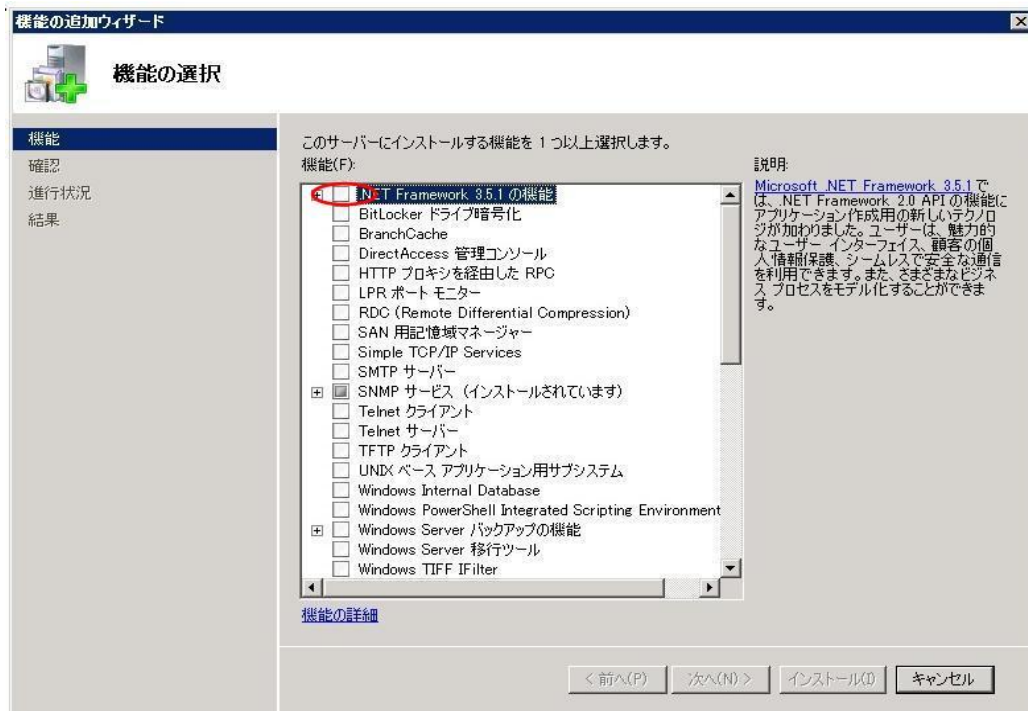 機能の追加ウィザード
機能の選択
機能
確認
進行状況
結果
このサーバーにインストールする機能を 1 つ以上選択します。
機能(F):
.NET Framework 3.5.1 の機能
BitLocker ドライブ暗号化
BranchCache
DirectAccess 管理コンソール
HTTP プロキシを経由した RPC
LPR ポート モニター
RDC (Remote Differential Compression)
SAN 用記憶域マネージャー
Simple TCP/IP Services
SMTP サーバー
SNMP サービス (インストールされています)
Telnet クライアント
Telnet サーバー
TFTP クライアント
UNIX ベース アプリケーション用サブシステム
Windows Internal Database
Windows PowerShell Integrated Scripting Environment
Windows Server バックアップの機能
Windows Server 移行ツール
Windows TIFF IFilter
機能の詳細
説明:
Microsoft .NET Framework 3.5.1 で
は、.NET Framework 2.0 API の機能に
アプリケーション作成用の新しいテクノロ
ジが加わりました。ユーザーは、魅力的
なユーザー インターフェイス、顧客の個
人情報保護、シームレスで安全な通信
を利用できます。また、さまざまなビジネ
ス プロセスをモデル化することができま
す。
< 前へ(P)
次へ(N) >
インストール(I)
キャンセル